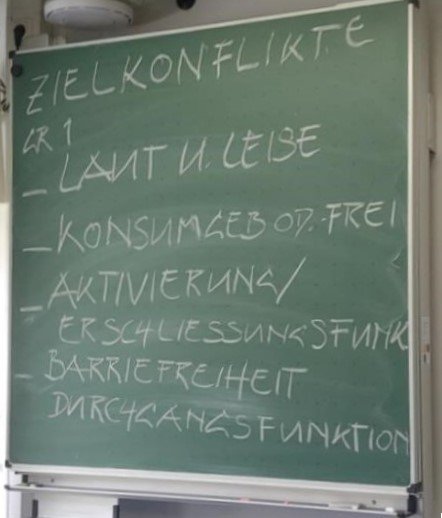 ZIELKONFLIKTE
GR 1
– LAUT U. LEISE
– KONSUMGEB OD. FREI
– AKTIVIERUNG/
ERSCHLIESSUNGSFUNK
– BARRIEFREIHEIT
DURCHGANGSFUNKTION